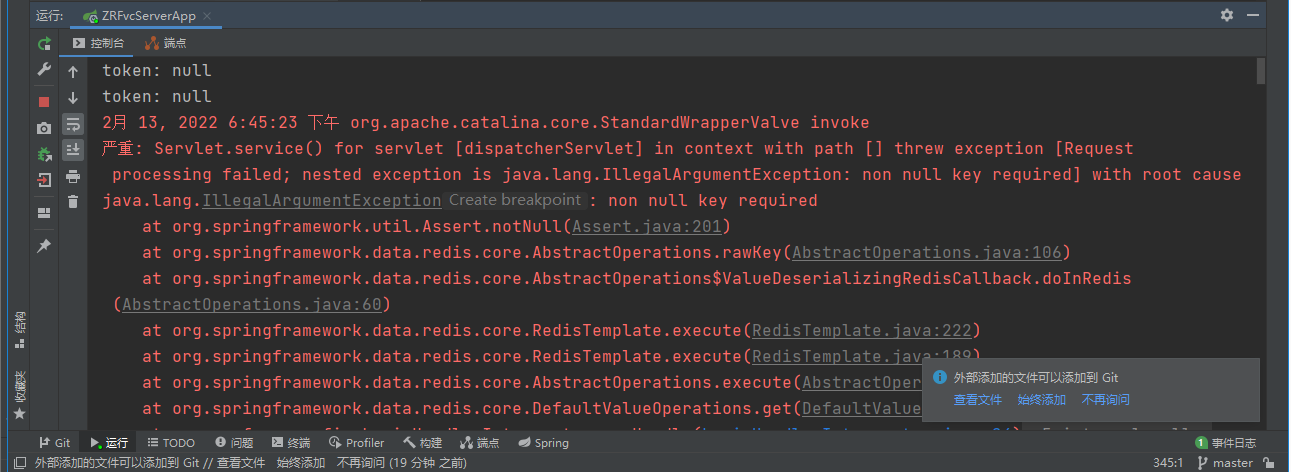 运行: ZRFvcServerApp
控制台 端点
token: null
token: null
2月 13, 2022 6:45:23 下午 org.apache.catalina.core.StandardWrapperValve invoke
严重: Servlet.service() for servlet [dispatcherServlet] in context with path [] threw exception [Request
processing failed; nested exception is java.lang.IllegalArgumentException: non null key required] with root cause
java.lang.IllegalArgumentException Create breakpoint : non null key required
at org.springframework.util.Assert.notNull(Assert.java:201)
at org.springframework.data.redis.core.AbstractOperations.rawKey(AbstractOperations.java:106)
at org.springframework.data.redis.core.AbstractOperations$ValueDeserializingRedisCallback.doInRedis
(AbstractOperations.java:60)
at org.springframework.data.redis.core.RedisTemplate.execute(RedisTemplate.java:222)
at org.springframework.data.redis.core.RedisTemplate.execute(RedisTemplate.java:189)
at org.springframework.data.redis.core.AbstractOperations.execute(AbstractOper
at org.springframework.data.redis.core.DefaultValueOperations.get(DefaultValue
外部添加的文件可以添加到 Git
查看文件 始终添加 不再询问
结构
收藏夹
Git 运行 TODO 问题 终端 Profiler 构建 端点 Spring 1 事件日志
外部添加的文件可以添加到 Git // 查看文件 始终添加 不再询问 (19 分钟 之前) 345:1 master